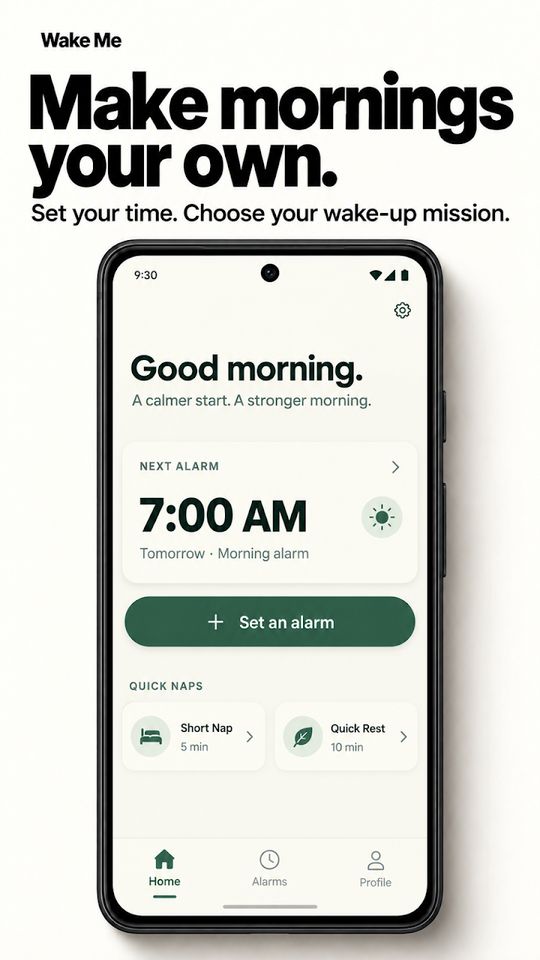 Wake Me
Make mornings
your own.
Set your time. Choose your wake-up mission.
9:30
Good morning.
A calmer start. A stronger morning.
NEXT ALARM
7:00 AM
Tomorrow · Morning alarm
+ Set an alarm
QUICK NAPS
Short Nap
5 min
Quick Rest
10 min
Home
Alarms
Profile